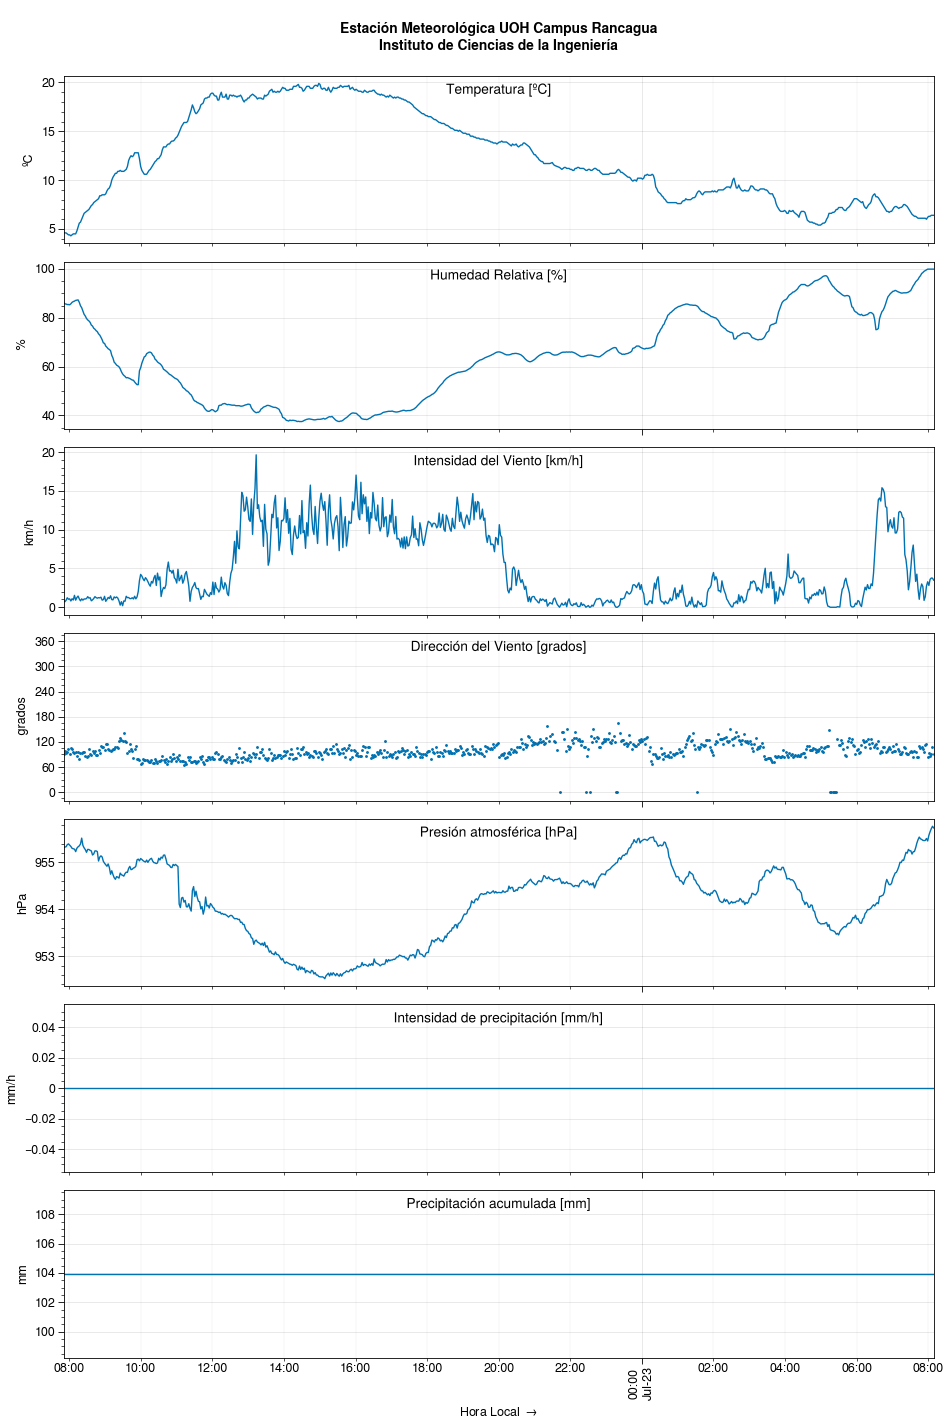 Estación Meteorológica UOH Campus Rancagua
Instituto de Ciencias de la Ingeniería
Temperatura [ºC]
ºC
20
15
10
5
Humedad Relativa [%]
%
100
80
60
40
Intensidad del Viento [km/h]
km/h
20
15
10
5
0
Dirección del Viento [grados]
grados
360
300
240
180
120
60
0
Presión atmosférica [hPa]
hPa
955
954
953
Intensidad de precipitación [mm/h]
mm/h
0.04
0.02
0
−0.02
−0.04
Precipitación acumulada [mm]
mm
108
106
104
102
100
08:00 10:00 12:00 14:00 16:00 18:00 20:00 22:00 00:00 02:00 04:00 06:00 08:00
Jul-23
Hora Local →